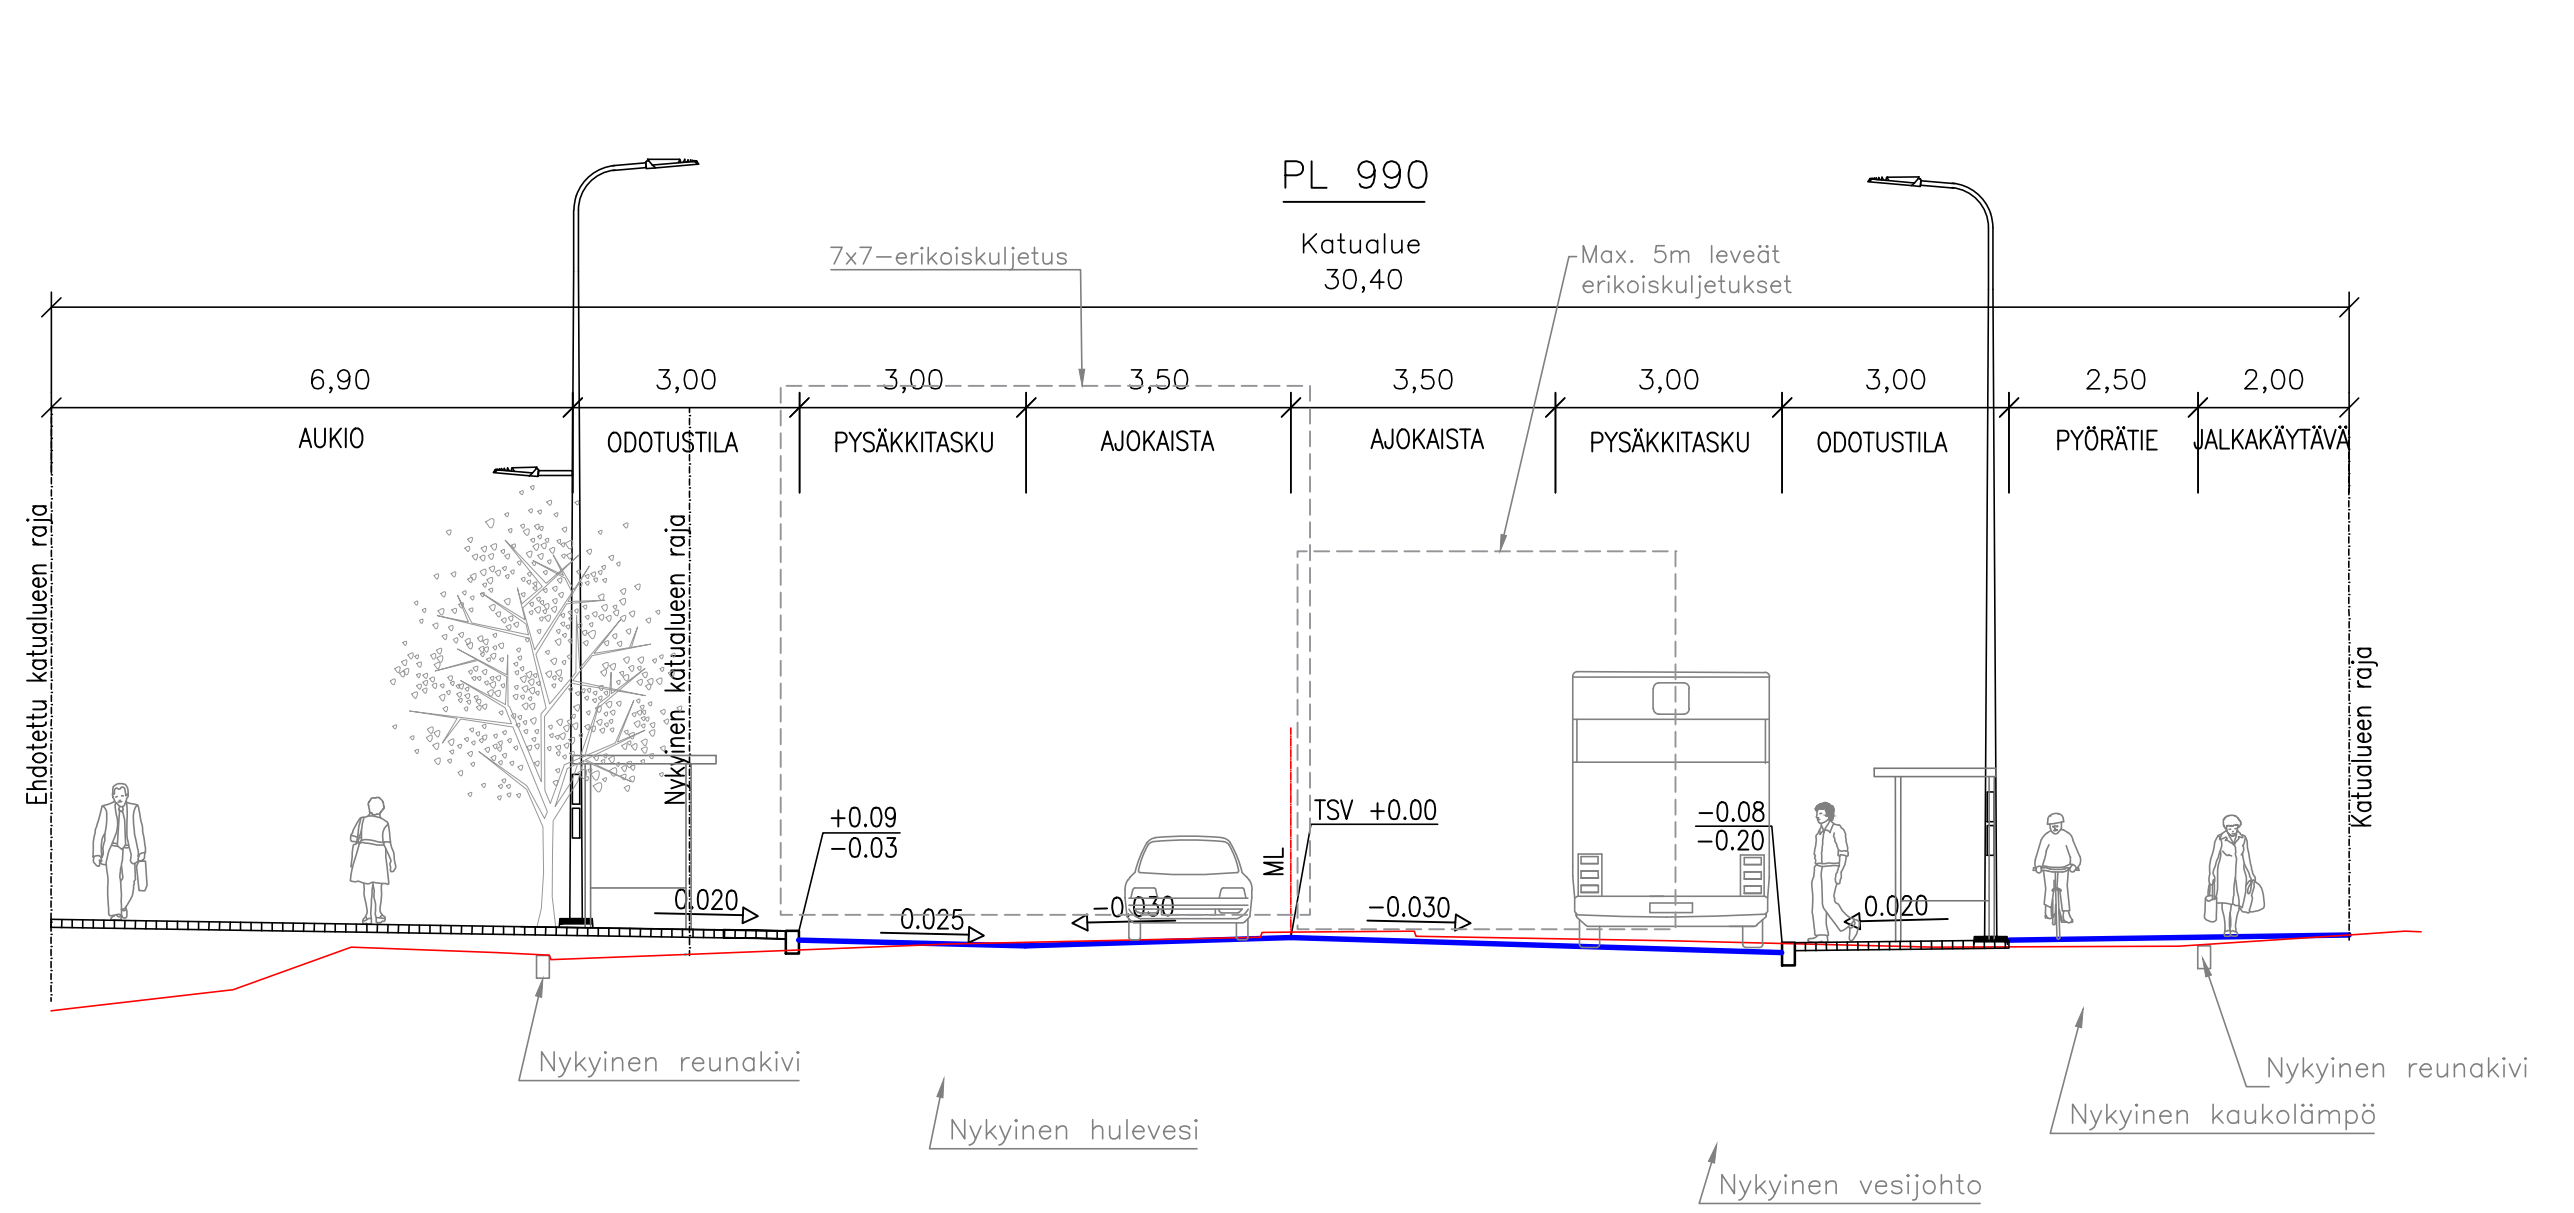 PL 990
Katualue
30,40
7x7-erikoiskuljetus
Max. 5m leveät
erikoiskuljetukset
6,90
3,00
3,00
3,50
3,50
3,00
3,00
2,50
2,00
AUKIO
ODOTUSTILA
PYSÄKKITASKU
AJOKAISTA
AJOKAISTA
PYSÄKKITASKU
ODOTUSTILA
PYÖRÄTIE
JALKAKÄYTÄVÄ
Ehdotettu katualueen raja
Nykyinen katualueen raja
Katualueen raja
+0.09
-0.03
ML
TSV +0.00
-0.08
-0.20
0.020
0.025
-0.030
-0.030
0.020
Nykyinen reunakivi
Nykyinen hulevesi
Nykyinen vesijohto
Nykyinen reunakivi
Nykyinen kaukolämpö